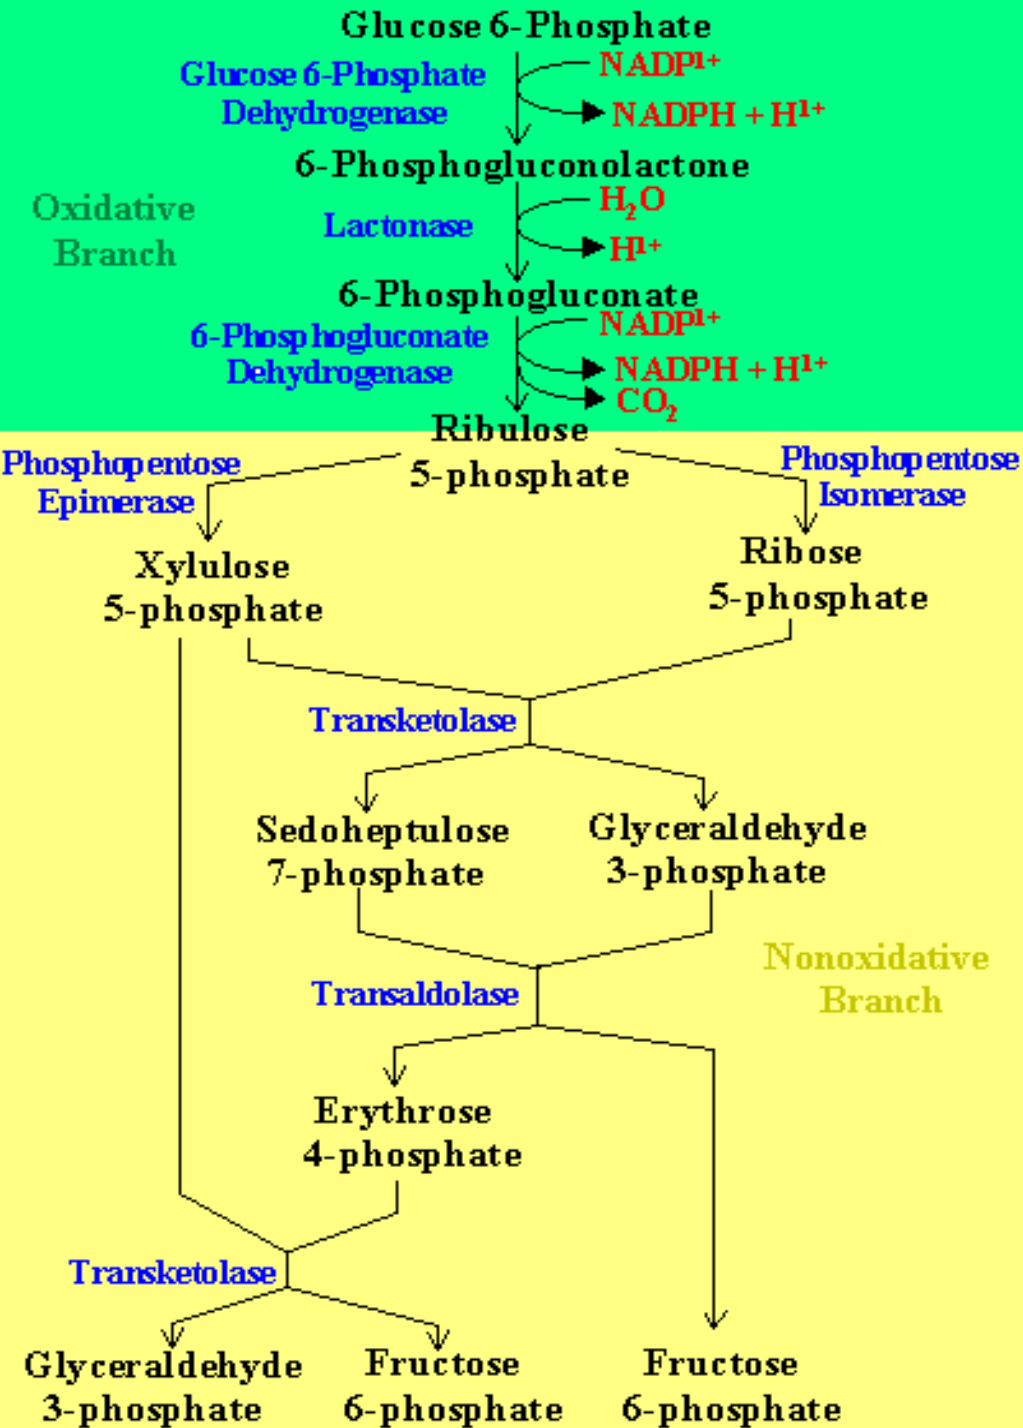 Glucose 6-Phosphate
Glucose 6-Phosphate
Dehydrogenase
NADP¹⁺
NADPH + H¹⁺
6-Phosphogluconolactone
Oxidative
Branch
Lactonase
H₂O
H¹⁺
6-Phosphogluconate
6-Phosphogluconate
Dehydrogenase
NADP¹⁺
NADPH + H¹⁺
CO₂
Ribulose
5-phosphate
Phosphopentose
Epimerase
Phosphopentose
Isomerase
Xylulose
5-phosphate
Ribose
5-phosphate
Transketolase
Sedoheptulose
7-phosphate
Glyceraldehyde
3-phosphate
Nonoxidative
Branch
Transaldolase
Erythrose
4-phosphate
Transketolase
Glyceraldehyde
3-phosphate
Fructose
6-phosphate
Fructose
6-phosphate